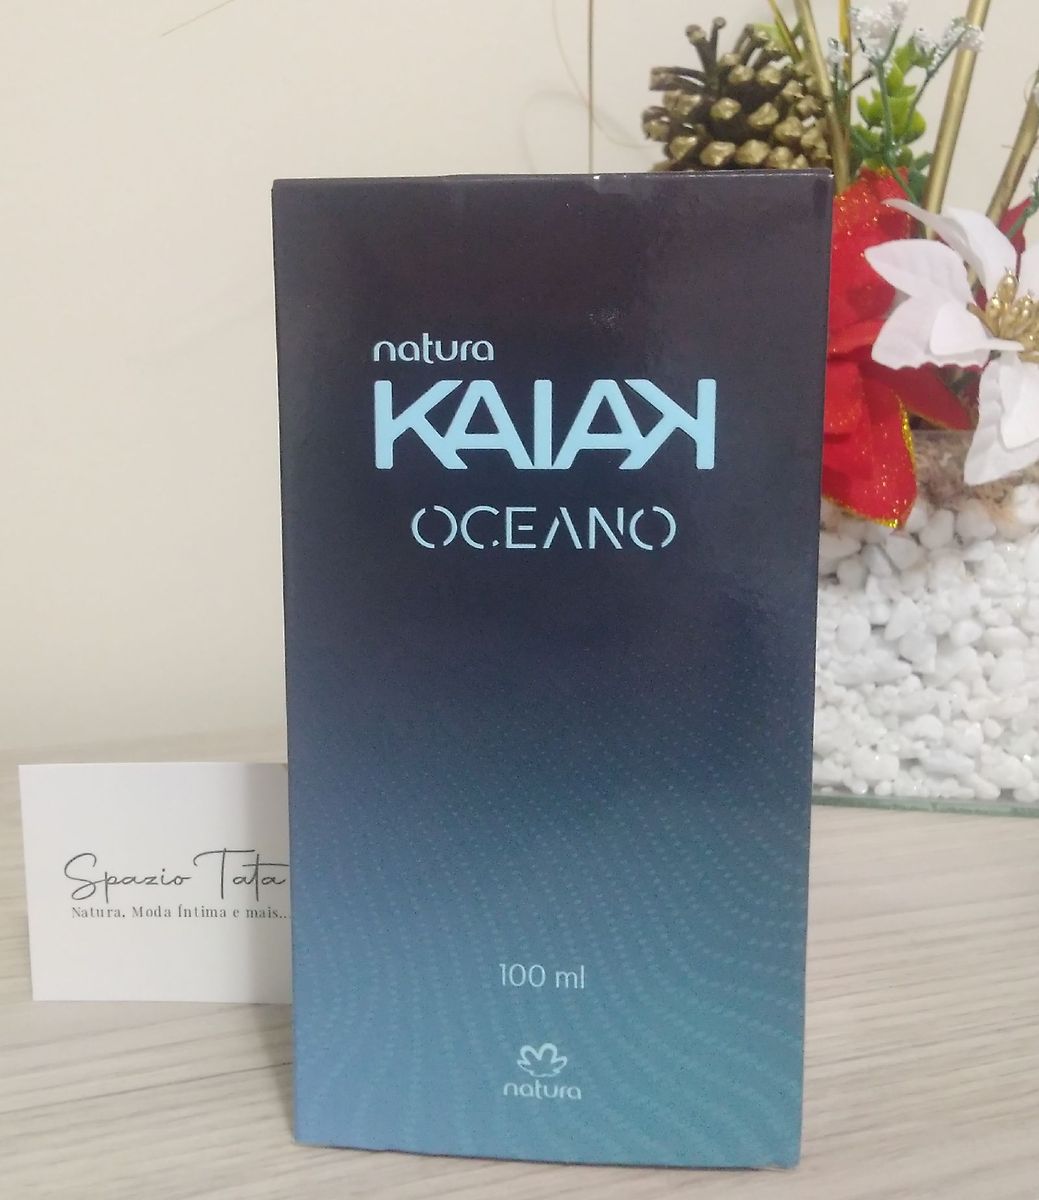 natura
KAIAK
OCEANO
100 ml
natura
Spazio Tata
Natura, Moda Íntima e mais...